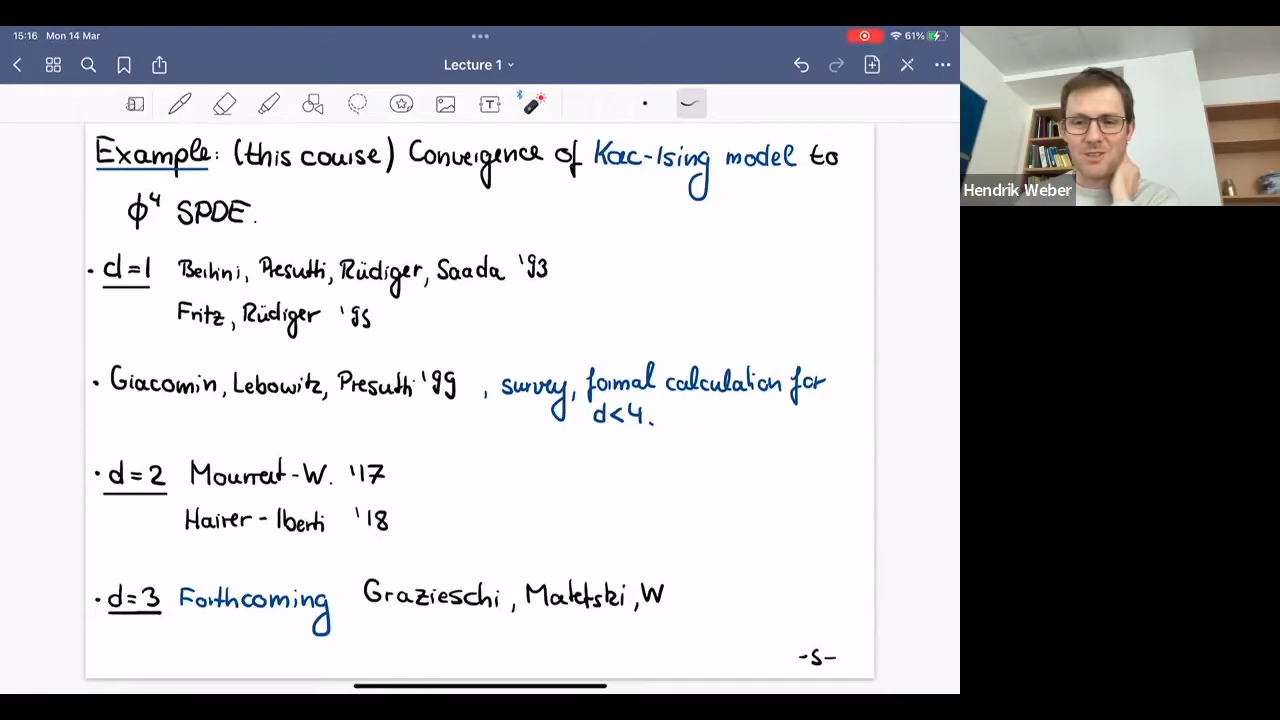 15:16 Mon 14 Mar
61%
Lecture 1
Example: (this course) Convergence of Kac-Ising model to
ϕ⁴ SPDE.
· d=1 Bertini, Presutti, Rüdiger, Saada '93
Fritz, Rüdiger '95
· Giacomin, Lebowitz, Presutti '99, survey, formal calculation for
d<4.
· d=2 Mourrat-W. '17
Hairer-Iberti '18
· d=3 Forthcoming Grazieschi, Matetski, W
-5-
Hendrik Weber